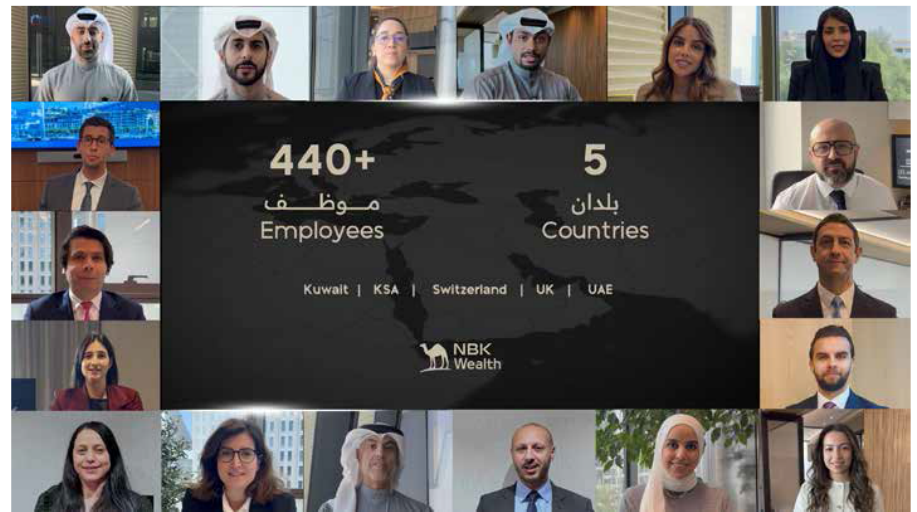 440+
موظف
Employees
5
بلدان
Countries
Kuwait | KSA | Switzerland | UK | UAE
NBK
Wealth